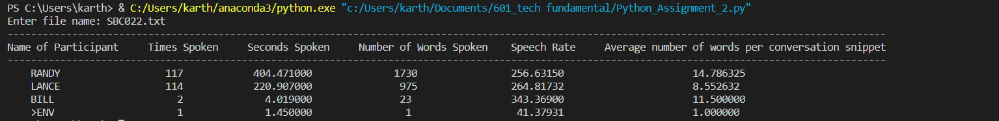 PS C:\Users\karth> & C:/Users/karth/anaconda3/python.exe "c:/Users/karth/Documents/601_tech fundamental/Python_Assignment_2.py"
Enter file name: SBC022.txt
---------------------------------------------------------------------------------------------------------------------------------------------------
Name of Participant     Times Spoken     Seconds Spoken     Number of Words Spoken    Speech Rate     Average number of words per conversation snippet
---------------------------------------------------------------------------------------------------------------------------------------------------
RANDY 117 404.471000 1730 256.63150 14.786325
LANCE 114 220.907000 975 264.81732 8.552632
BILL 2 4.019000 23 343.36900 11.500000
>ENV 1 1.450000 1 41.37931 1.000000